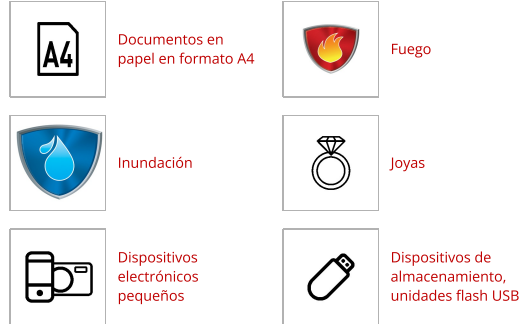 A4
Documentos en
papel en formato A4
Fuego
Inundación
Joyas
Dispositivos
electrónicos
pequeños
Dispositivos de
almacenamiento,
unidades flash USB